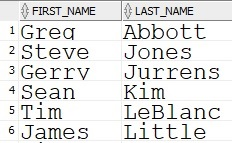 FIRST_NAME LAST_NAME
1 Greg Abbott
2 Steve Jones
3 Gerry Jurrens
4 Sean Kim
5 Tim LeBlanc
6 James Little